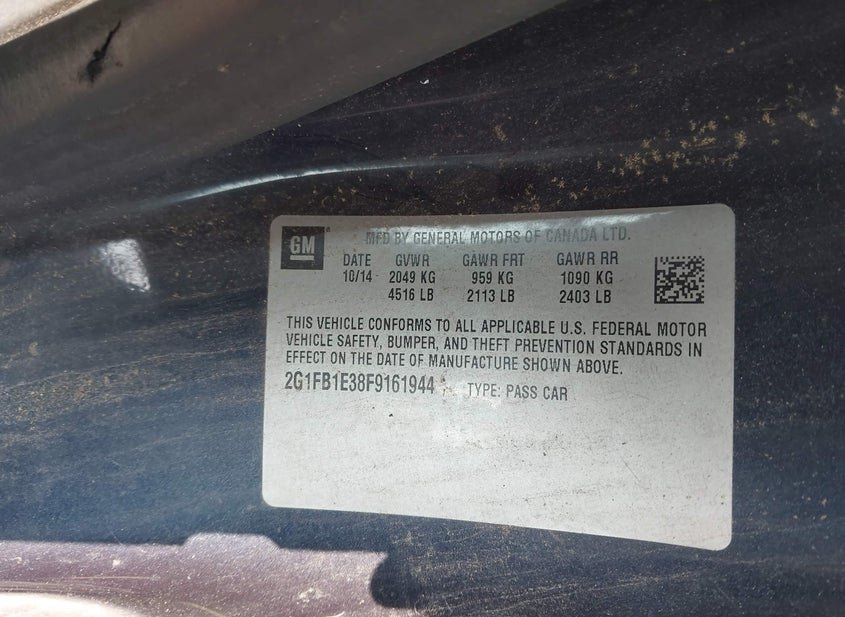 GM
MFD BY GENERAL MOTORS OF CANADA LTD.
DATE GVWR GAWR FRT GAWR RR
10/14 2049 KG 959 KG 1090 KG
4516 LB 2113 LB 2403 LB
THIS VEHICLE CONFORMS TO ALL APPLICABLE U.S. FEDERAL MOTOR
VEHICLE SAFETY, BUMPER, AND THEFT PREVENTION STANDARDS IN
EFFECT ON THE DATE OF MANUFACTURE SHOWN ABOVE.
2G1FB1E38F9161944 TYPE: PASS CAR